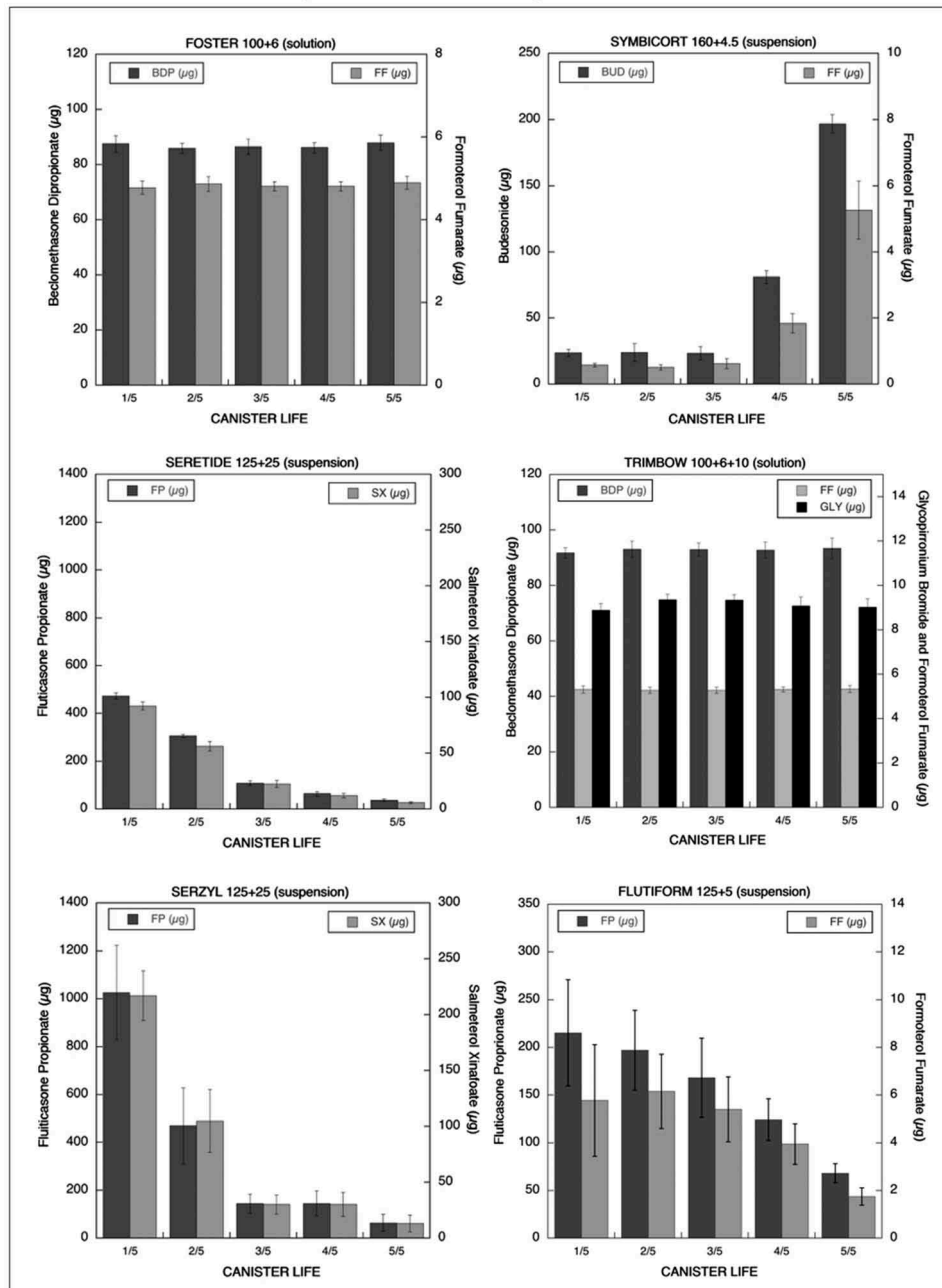 FOSTER 100+6 (solution)
BDP (µg)
FF (µg)
Beclomethasone Dipropionate (µg)
120
100
80
60
40
20
0
Formoterol Fumarate (µg)
8
6
4
2
0
1/5 2/5 3/5 4/5 5/5
CANISTER LIFE
SYMBICORT 160+4.5 (suspension)
BUD (µg)
FF (µg)
Budesonide (µg)
250
200
150
100
50
0
Formoterol Fumarate (µg)
10
8
6
4
2
0
1/5 2/5 3/5 4/5 5/5
CANISTER LIFE
SERETIDE 125+25 (suspension)
FP (µg)
SX (µg)
Fluticasone Propionate (µg)
1400
1200
1000
800
600
400
200
0
Salmeterol Xinafoate (µg)
300
250
200
150
100
50
0
1/5 2/5 3/5 4/5 5/5
CANISTER LIFE
TRIMBOW 100+6+10 (solution)
BDP (µg)
FF (µg)
GLY (µg)
Beclomethasone Dipropionate (µg)
120
100
80
60
40
20
0
Glycopirronium Bromide and Formoterol Fumarate (µg)
14
12
10
8
6
4
2
0
1/5 2/5 3/5 4/5 5/5
CANISTER LIFE
SERZYL 125+25 (suspension)
FP (µg)
SX (µg)
Fluiticasone Propionate (µg)
1400
1200
1000
800
600
400
200
0
Salmeterol Xinafoate (µg)
300
250
200
150
100
50
0
1/5 2/5 3/5 4/5 5/5
CANISTER LIFE
FLUTIFORM 125+5 (suspension)
FP (µg)
FF (µg)
Fluticasone Proprionate (µg)
350
300
250
200
150
100
50
0
Formoterol Fumarate (µg)
14
12
10
8
6
4
2
0
1/5 2/5 3/5 4/5 5/5
CANISTER LIFE